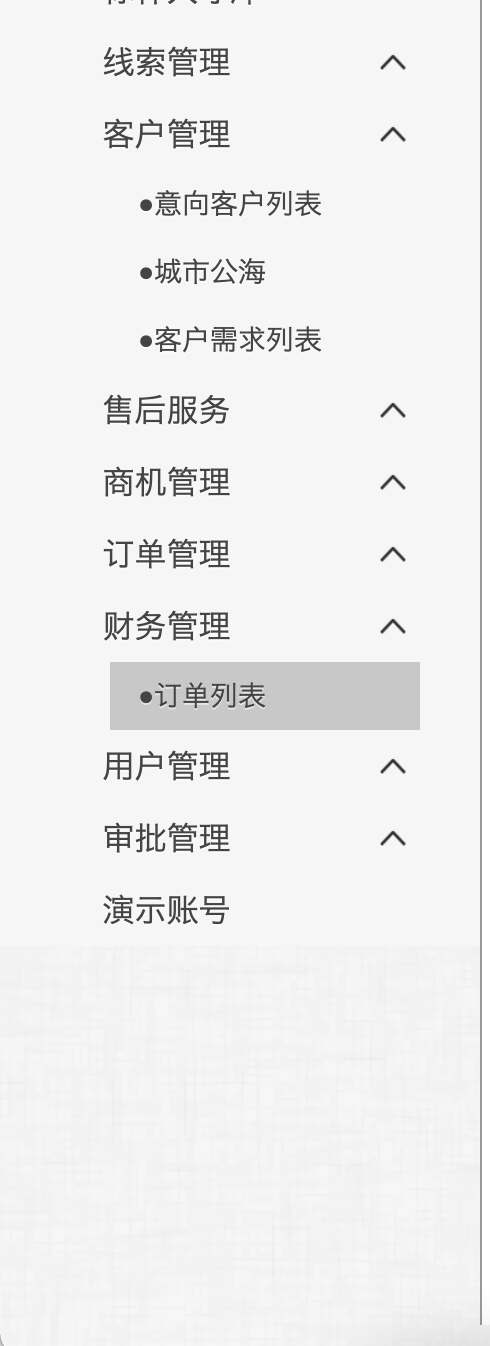 线索管理
客户管理
●意向客户列表
●城市公海
●客户需求列表
售后服务
商机管理
订单管理
财务管理
●订单列表
用户管理
审批管理
演示账号